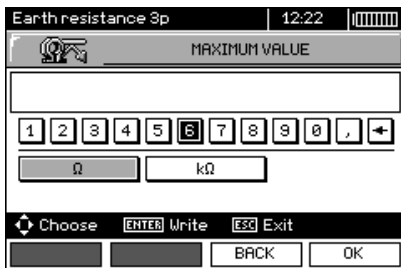 Earth resistance 3p 12:22
MAXIMUM VALUE
1 2 3 4 5 6 7 8 9 0 , ←
Ω kΩ
Choose ENTER Write ESC Exit
BACK OK